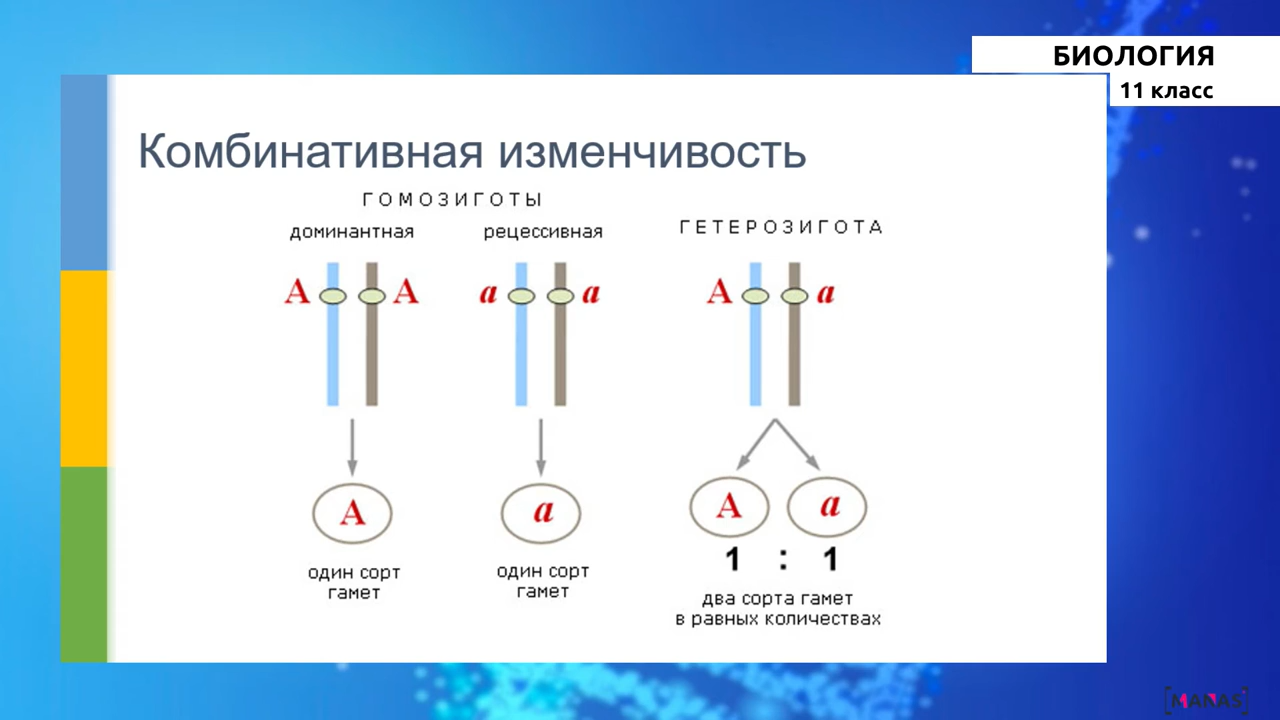 БИОЛОГИЯ
11 класс
Комбинативная изменчивость
ГОМОЗИГОТЫ
доминантная
рецессивная
ГЕТЕРОЗИГОТА
A A
a a
A a
A
a
A a
1 : 1
один сорт
гамет
один сорт
гамет
два сорта гамет
в равных количествах
[MANAS]